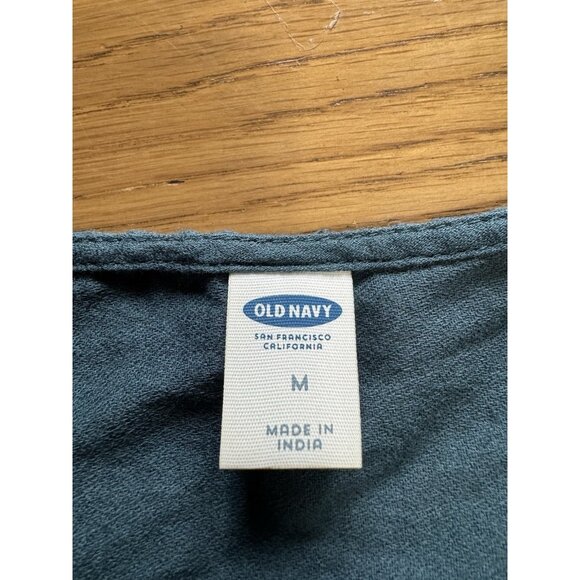 OLD NAVY
SAN FRANCISCO
CALIFORNIA
M
MADE IN
INDIA